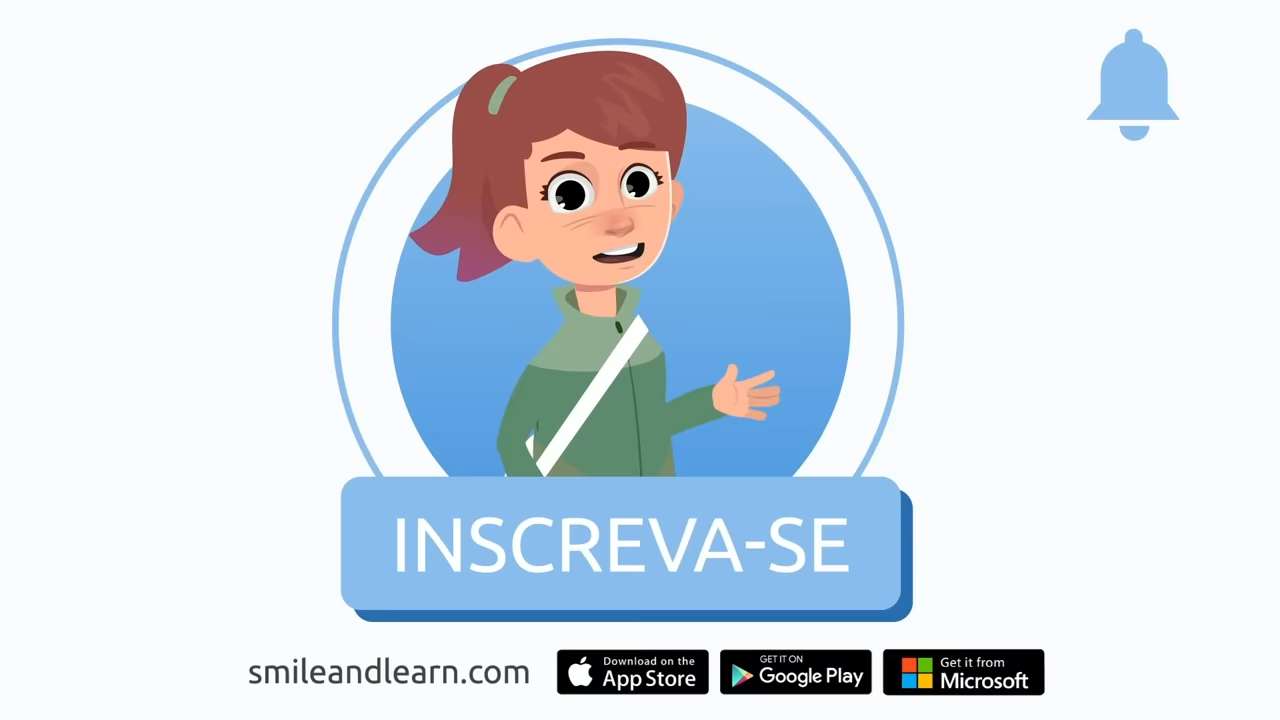 INSCREVA-SE
smileandlearn.com
Download on the
App Store
GET IT ON
Google Play
Get it from
Microsoft